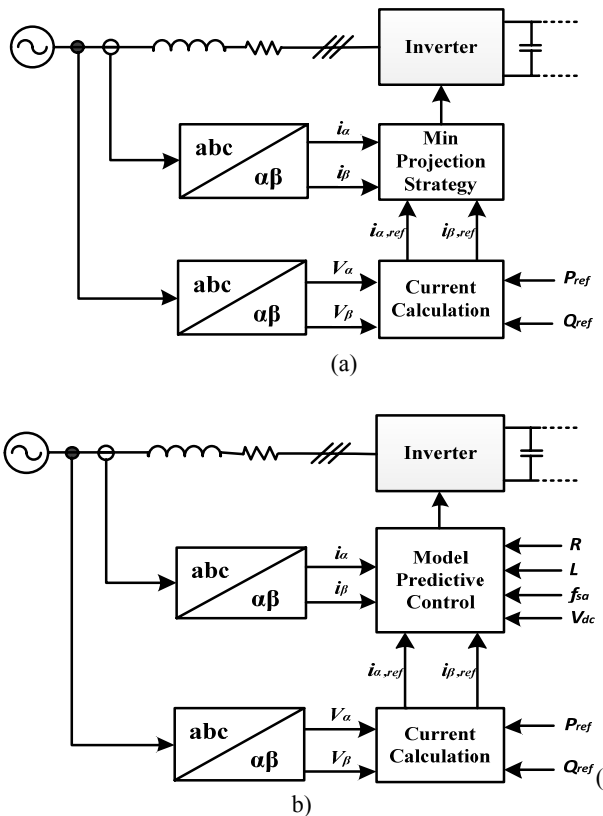 Inverter
abc
αβ
iα
iβ
Min
Projection
Strategy
iα,ref
iβ,ref
abc
αβ
Vα
Vβ
Current
Calculation
Pref
Qref
(a)
Inverter
abc
αβ
iα
iβ
Model
Predictive
Control
R
L
fsa
Vdc
iα,ref
iβ,ref
abc
αβ
Vα
Vβ
Current
Calculation
Pref
Qref (
b)